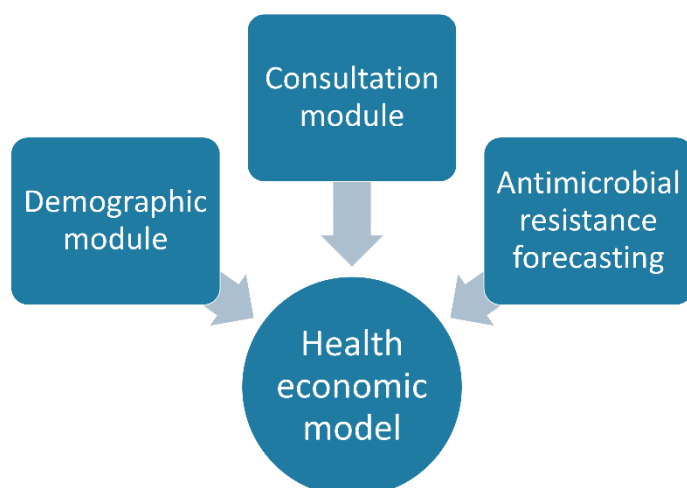 Consultation
module
Demographic
module
Antimicrobial
resistance
forecasting
Health
economic
model